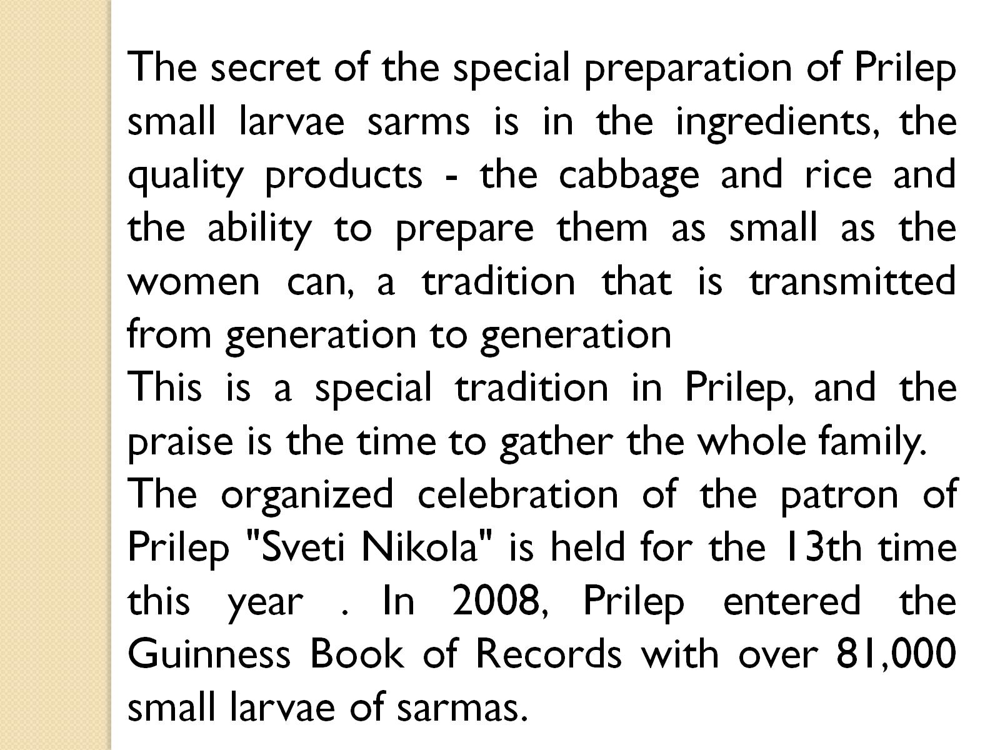 The secret of the special preparation of Prilep
small larvae sarms is in the ingredients, the
quality products - the cabbage and rice and
the ability to prepare them as small as the
women can, a tradition that is transmitted
from generation to generation
This is a special tradition in Prilep, and the
praise is the time to gather the whole family.
The organized celebration of the patron of
Prilep "Sveti Nikola" is held for the 13th time
this year . In 2008, Prilep entered the
Guinness Book of Records with over 81,000
small larvae of sarmas.